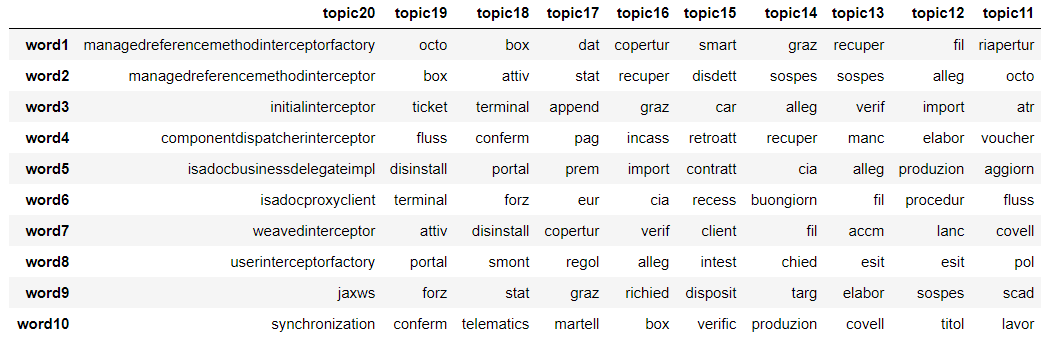 topic20 topic19 topic18 topic17 topic16 topic15 topic14 topic13 topic12 topic11
word1 managedreferencemethodinterceptorfactory octo box dat copertur smart graz recuper fil riapertur
word2 managedreferencemethodinterceptor box attiv stat recuper disdett sospes sospes alleg octo
word3 initialinterceptor ticket terminal append graz car alleg verif import atr
word4 componentdispatcherinterceptor fluss conferm pag incass retroatt recuper manc elabor voucher
word5 isadocbusinessdelegateimpl disinstall portal prem import contratt cia alleg produzion aggiorn
word6 isadocproxyclient terminal forz eur cia recess buongiorn fil procedur fluss
word7 weavedinterceptor attiv disinstall copertur verif client fil accm lanc covell
word8 userinterceptorfactory portal smont regol alleg intest chied esit esit pol
word9 jaxws forz stat graz richied disposit targ elabor sospes scad
word10 synchronization conferm telematics martell box verific produzion covell titol lavor